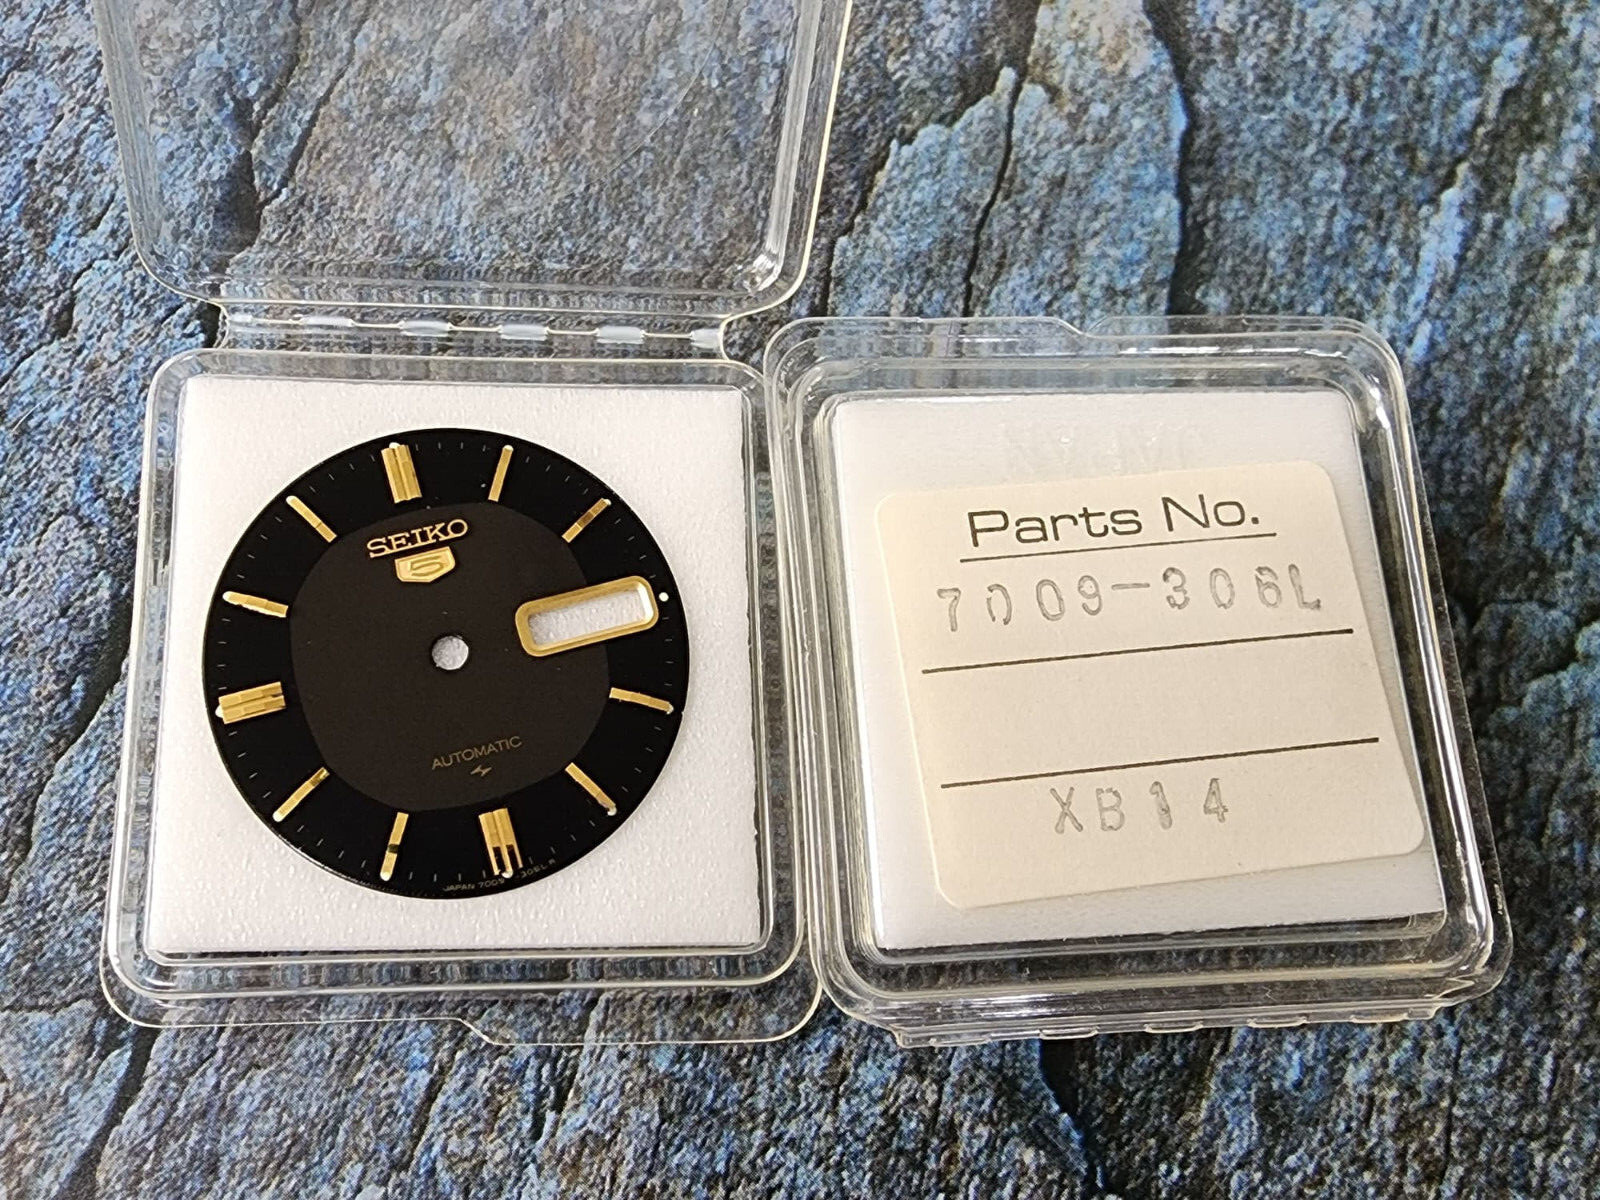 SEIKO
5
AUTOMATIC
JAPAN 7009-306L R
Parts No.
7009-306L
XB14